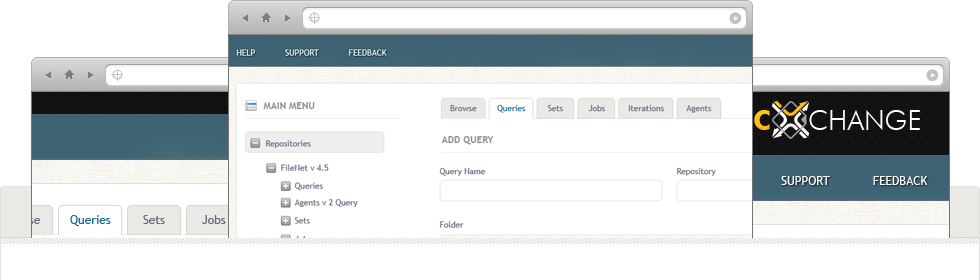 HELP SUPPORT FEEDBACK
MAIN MENU
Browse Queries Sets Jobs Iterations Agents
CXCHANGE
Repositories
ADD QUERY
FileNet v 4.5
Query Name Repository
SUPPORT FEEDBACK
Queries
Agents v 2 Query
Sets
Folder
se Queries Sets Jobs